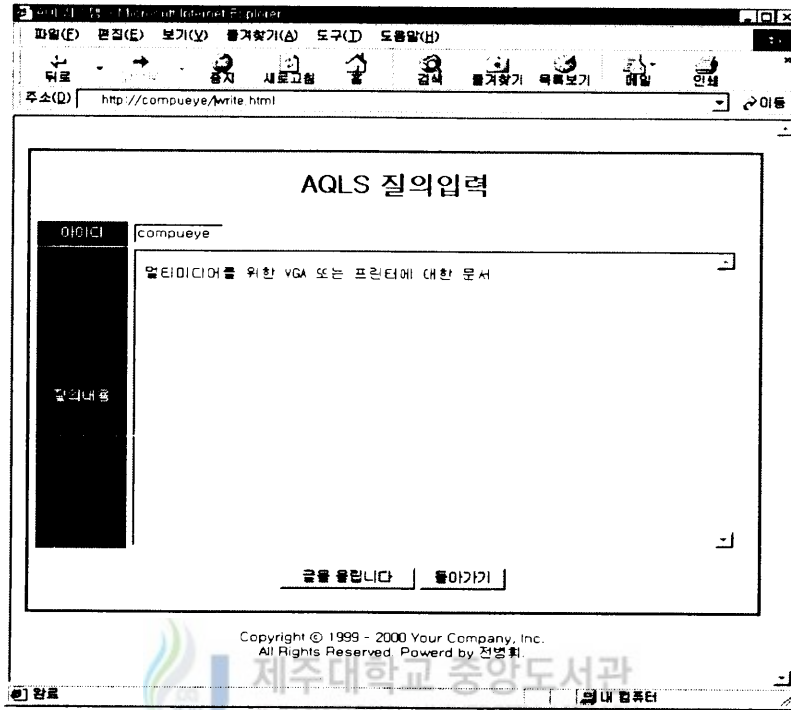 Microsoft Internet Explorer
파일(F) 편집(E) 보기(V) 즐겨찾기(A) 도구(T) 도움말(H)
뒤로 중지 새로고침 홈 검색 즐겨찾기 목록보기 메일 인쇄
주소(D) http://compueye/write.html 이동
AQLS 질의입력
아이디 compueye
멀티미디어를 위한 VGA 또는 프린터에 대한 문서
질의내용
글을 올립니다 돌아가기
Copyright © 1999 - 2000 Your Company, Inc.
All Rights Reserved. Powerd by 전병휘.
제주대학교 중앙도서관
완료 내 컴퓨터